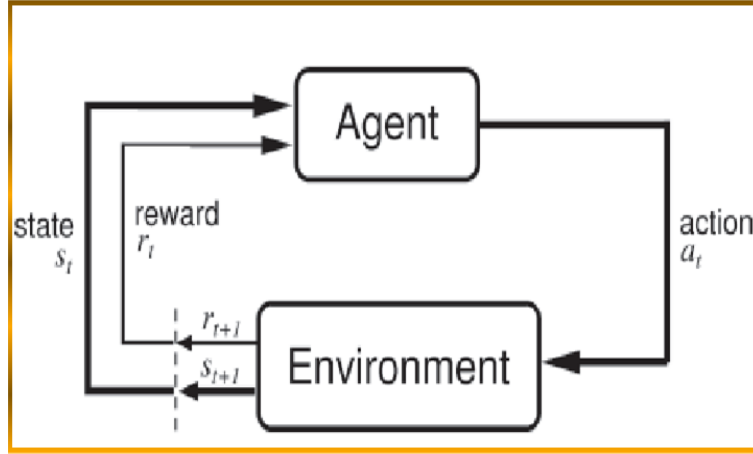 Agent
state
s_t
reward
r_t
action
a_t
r_{t+1}
s_{t+1}
Environment